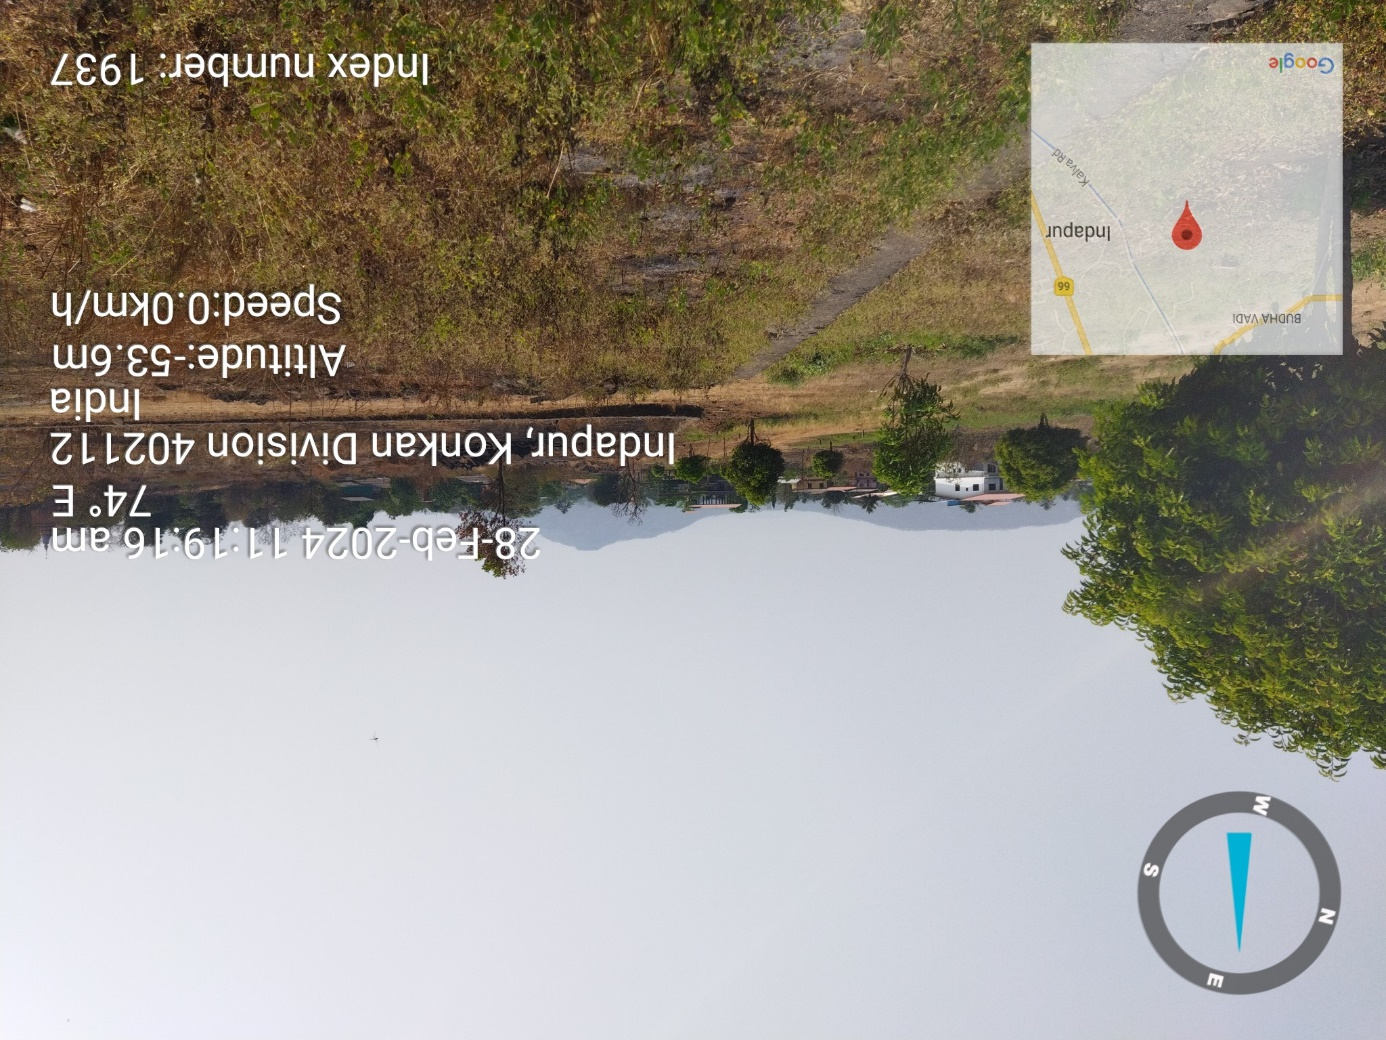 28-Feb-2024 11:19:16 am
74° E
Indapur, Konkan Division 402112
India
Altitude:-53.6m
Speed:0.0km/h
Index number: 1937
W
S
N
E
BUDHA VADI
66
Indapur
Kalva Rd
Google